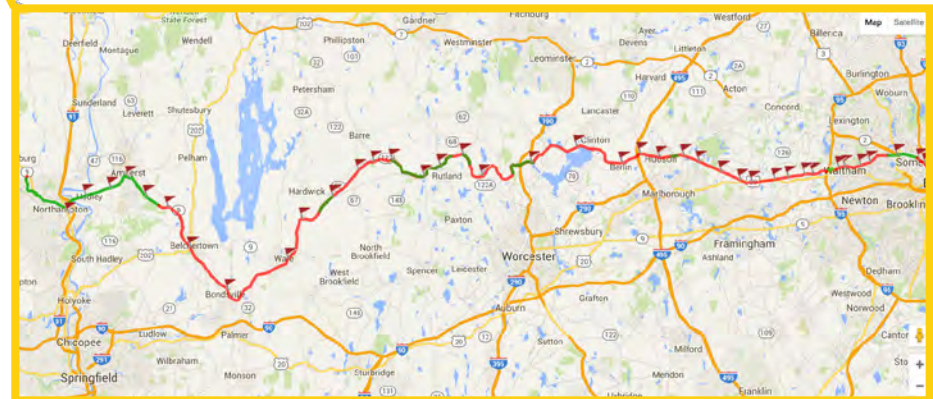 Deerfield
Montague
State Forest
Wendell
Phillipston
Gardner
Westminster
Fitchburg
Leominster
Ayer
Devens
Littleton
Westford
Billerica
Map
Satellite
Harvard
Acton
Burlington
Woburn
Sunderland
Leverett
Shutesbury
Petersham
Lancaster
Concord
Lexington
Pelham
Amherst
Hadley
Northampton
Barre
Rutland
Hardwick
Clinton
Berlin
Hudson
Waltham
Marlborough
Newton
Brooklin
Belchertown
South Hadley
Ware
Paxton
Shrewsbury
Worcester
Framingham
Ashland
North
Brookfield
West
Brookfield
Spencer
Leicester
Holyoke
Bondsville
Auburn
Grafton
Dedham
Westwood
Norwood
Chicopee
Ludlow
Palmer
Wilbraham
Monson
Sturbridge
Sutton
Milford
Mendon
Franklin
Springfield
Uxbridge